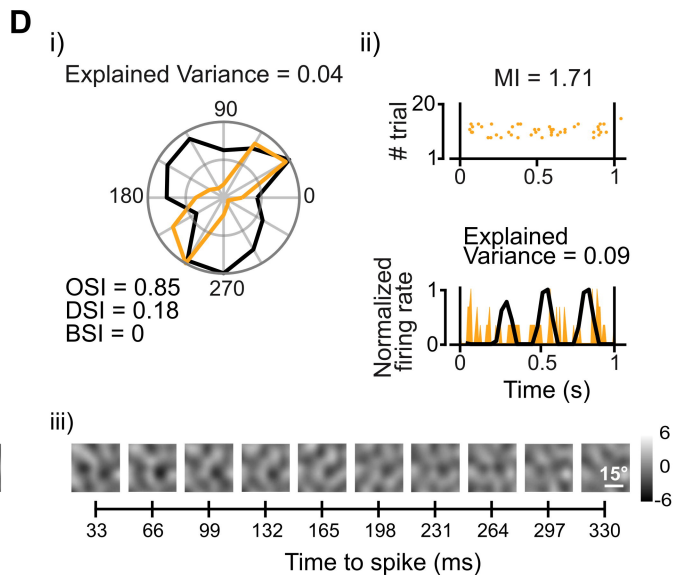 D
i)
Explained Variance = 0.04
90
180
0
270
OSI = 0.85
DSI = 0.18
BSI = 0
ii)
MI = 1.71
20
# trial
1
0
0.5
1
Explained
Variance = 0.09
Normalized
firing rate
1
0
0
0.5
1
Time (s)
iii)
15°
6
0
-6
33
66
99
132
165
198
231
264
297
330
Time to spike (ms)